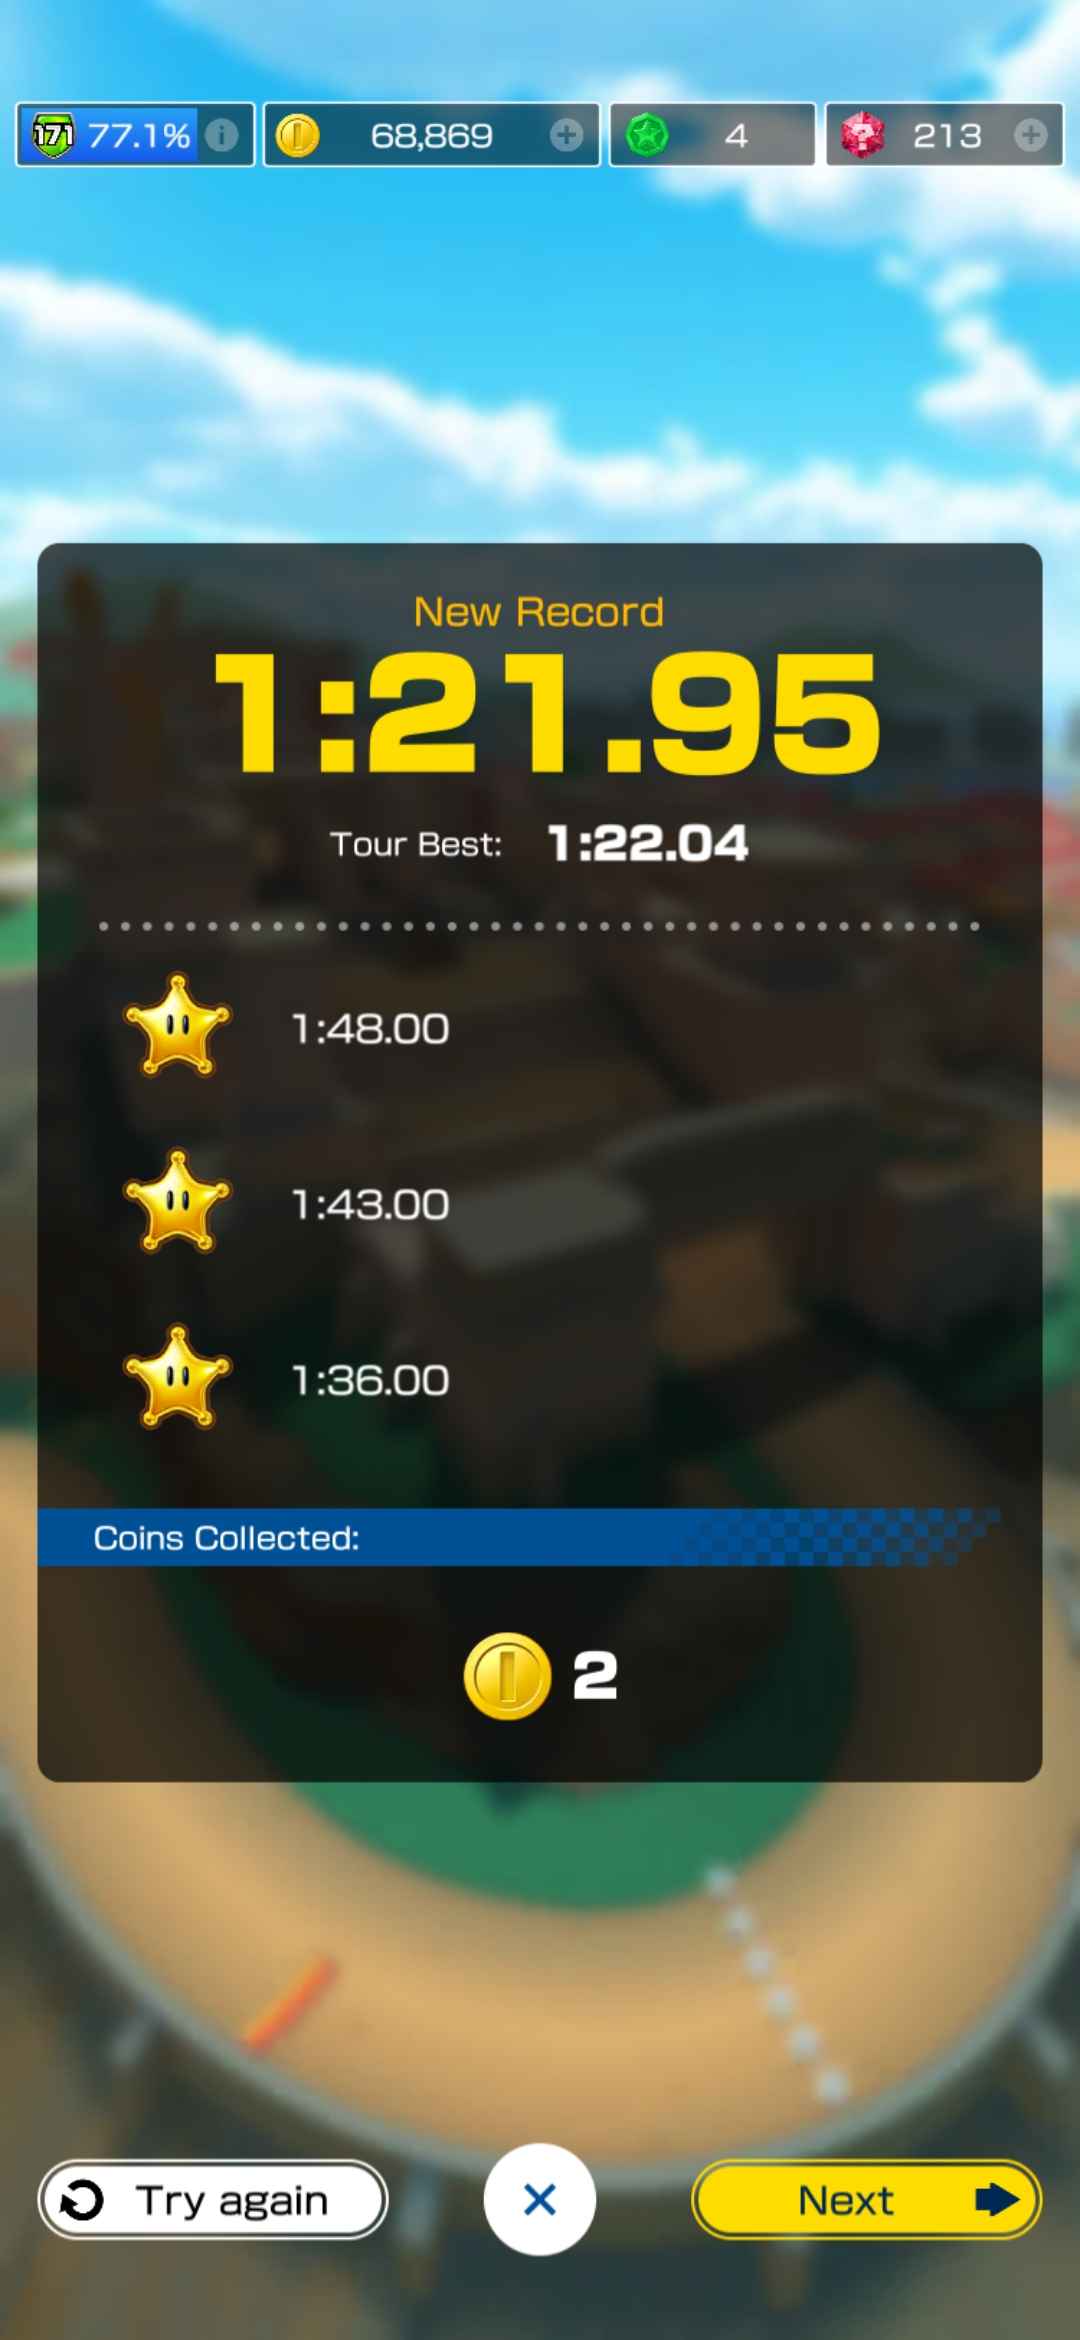 171 77.1% i 68,869 + 4 ? 213 +
New Record
1:21.95
Tour Best: 1:22.04
1:48.00
1:43.00
1:36.00
Coins Collected:
2
Try again × Next